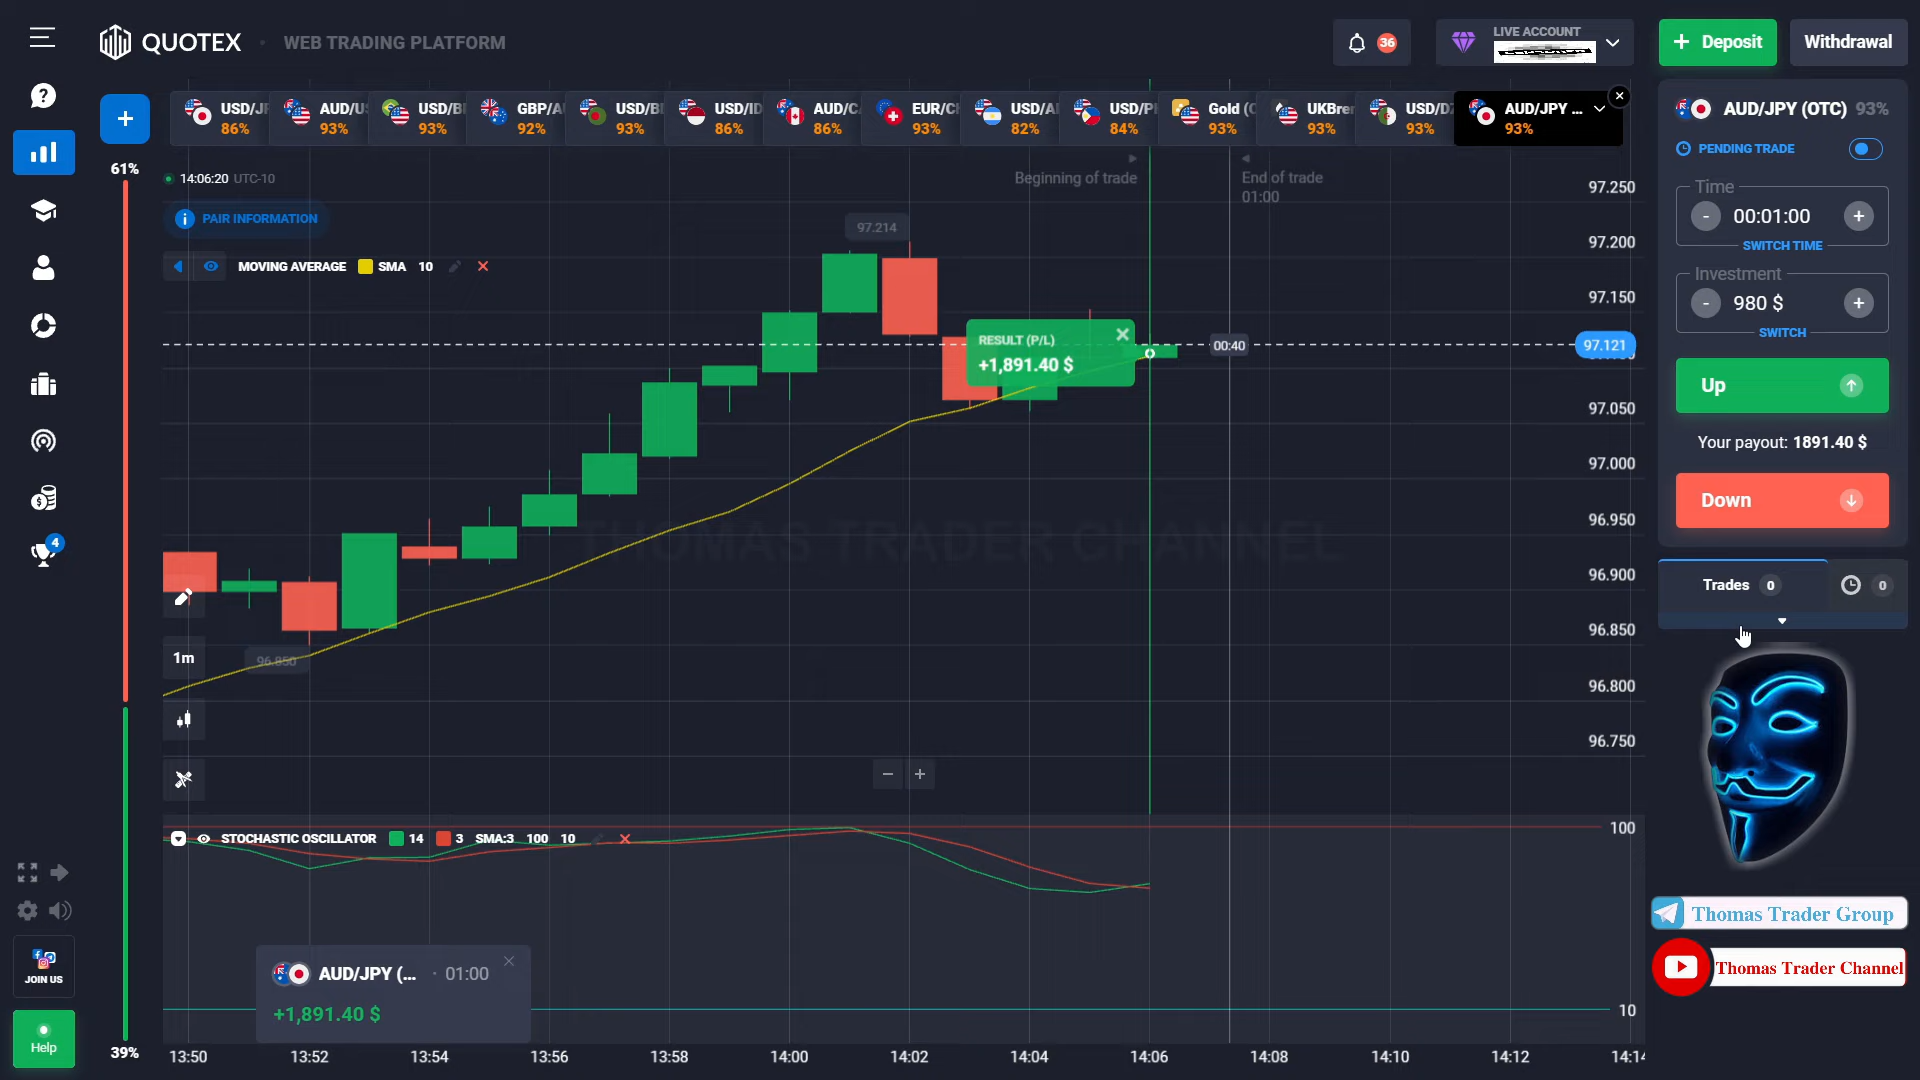 QUOTEX · WEB TRADING PLATFORM
36
LIVE ACCOUNT
+ Deposit
Withdrawal
+
USD/JP 86%
AUD/US 93%
USD/B 93%
GBP/A 92%
USD/B 93%
USD/ID 86%
AUD/C 86%
EUR/C 93%
USD/A 82%
USD/P 84%
Gold (C 93%
UKBre 93%
USD/D 93%
AUD/JPY ... 93%
AUD/JPY (OTC) 93%
PENDING TRADE
Time
- 00:01:00 +
SWITCH TIME
Investment
- 980 $ +
SWITCH
Up
Your payout: 1891.40 $
Down
Trades 0
0
61%
39%
14:06:20 UTC-10
Beginning of trade
End of trade
01:00
PAIR INFORMATION
MOVING AVERAGE SMA 10
97.214
RESULT (P/L)
+1,891.40 $
00:40
97.121
97.250
97.200
97.150
97.050
97.000
96.950
96.900
96.850
96.800
96.750
THOMAS TRADER CHANNEL
96.850
1m
− +
STOCHASTIC OSCILLATOR 14 3 SMA:3 100 10
100
10
AUD/JPY (... · 01:00
+1,891.40 $
13:50 13:52 13:54 13:56 13:58 14:00 14:02 14:04 14:06 14:08 14:10 14:12 14:14
4
JOIN US
Help
Thomas Trader Group
Thomas Trader Channel